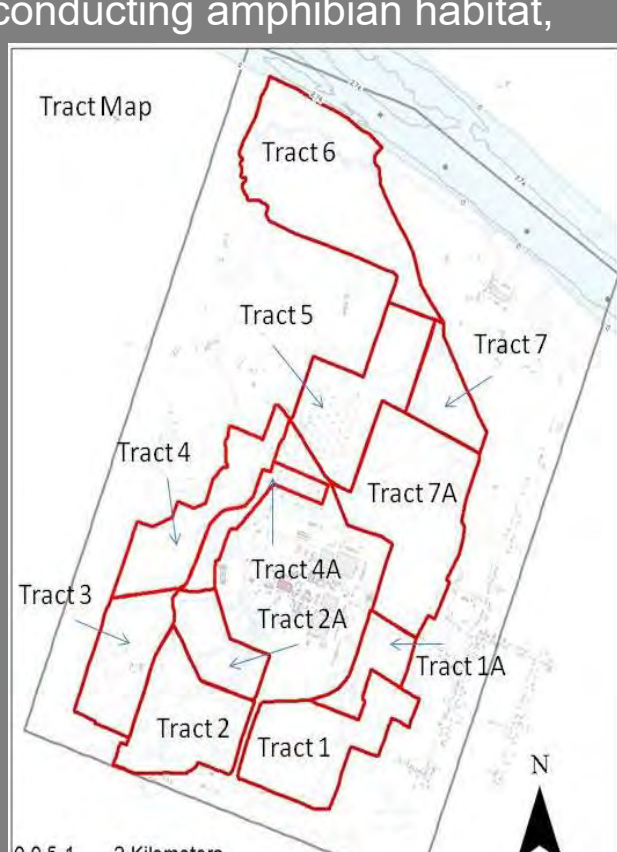 conducting amphibian habitat,
Tract Map
Tract 6
Tract 5
Tract 7
Tract 4
Tract 7A
Tract 4A
Tract 3
Tract 2A
Tract 1A
Tract 2
Tract 1
N